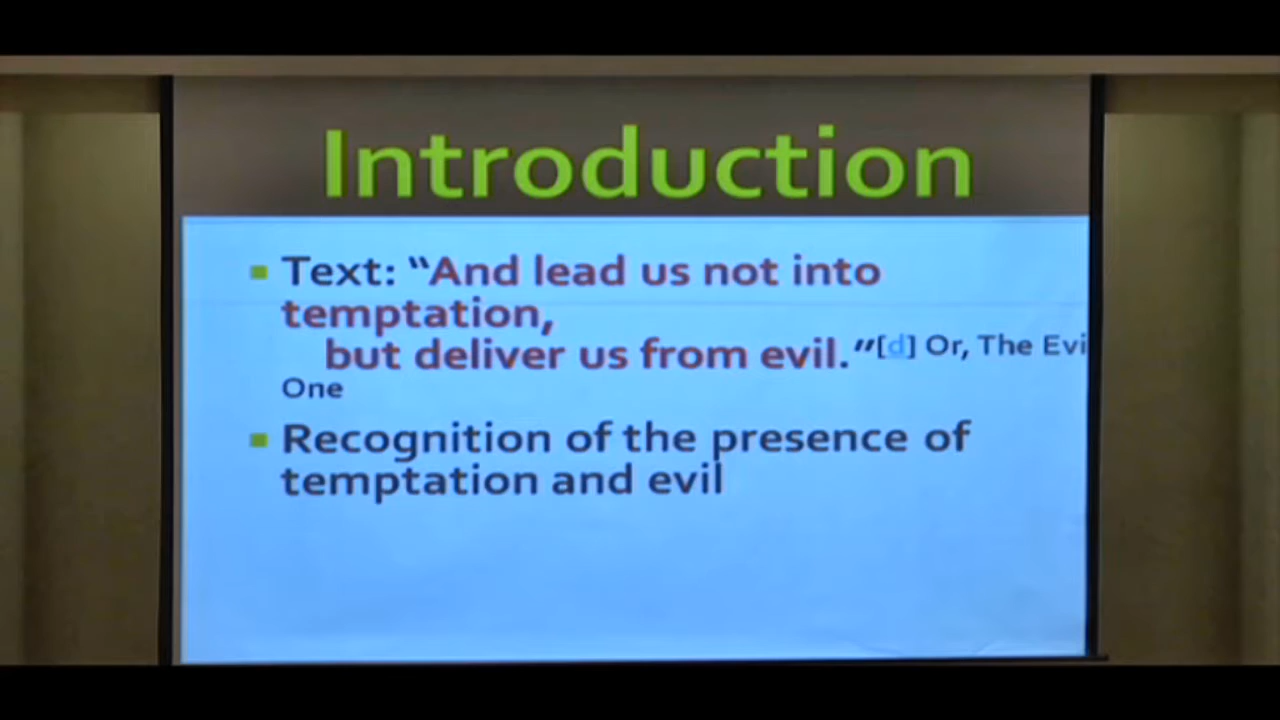 Introduction
Text: “And lead us not into
temptation,
but deliver us from evil.”[d] Or, The Evi
One
Recognition of the presence of
temptation and evil